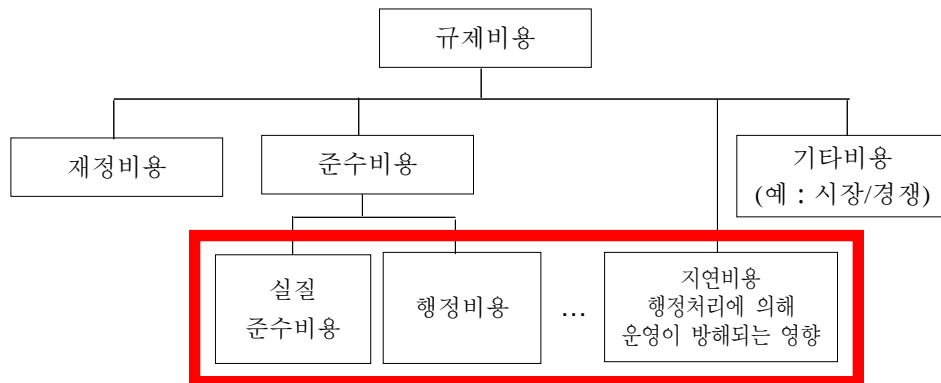 규제비용
재정비용
준수비용
기타비용
(예 : 시장/경쟁)
실질
준수비용
행정비용
...
지연비용
행정처리에 의해
운영이 방해되는 영향